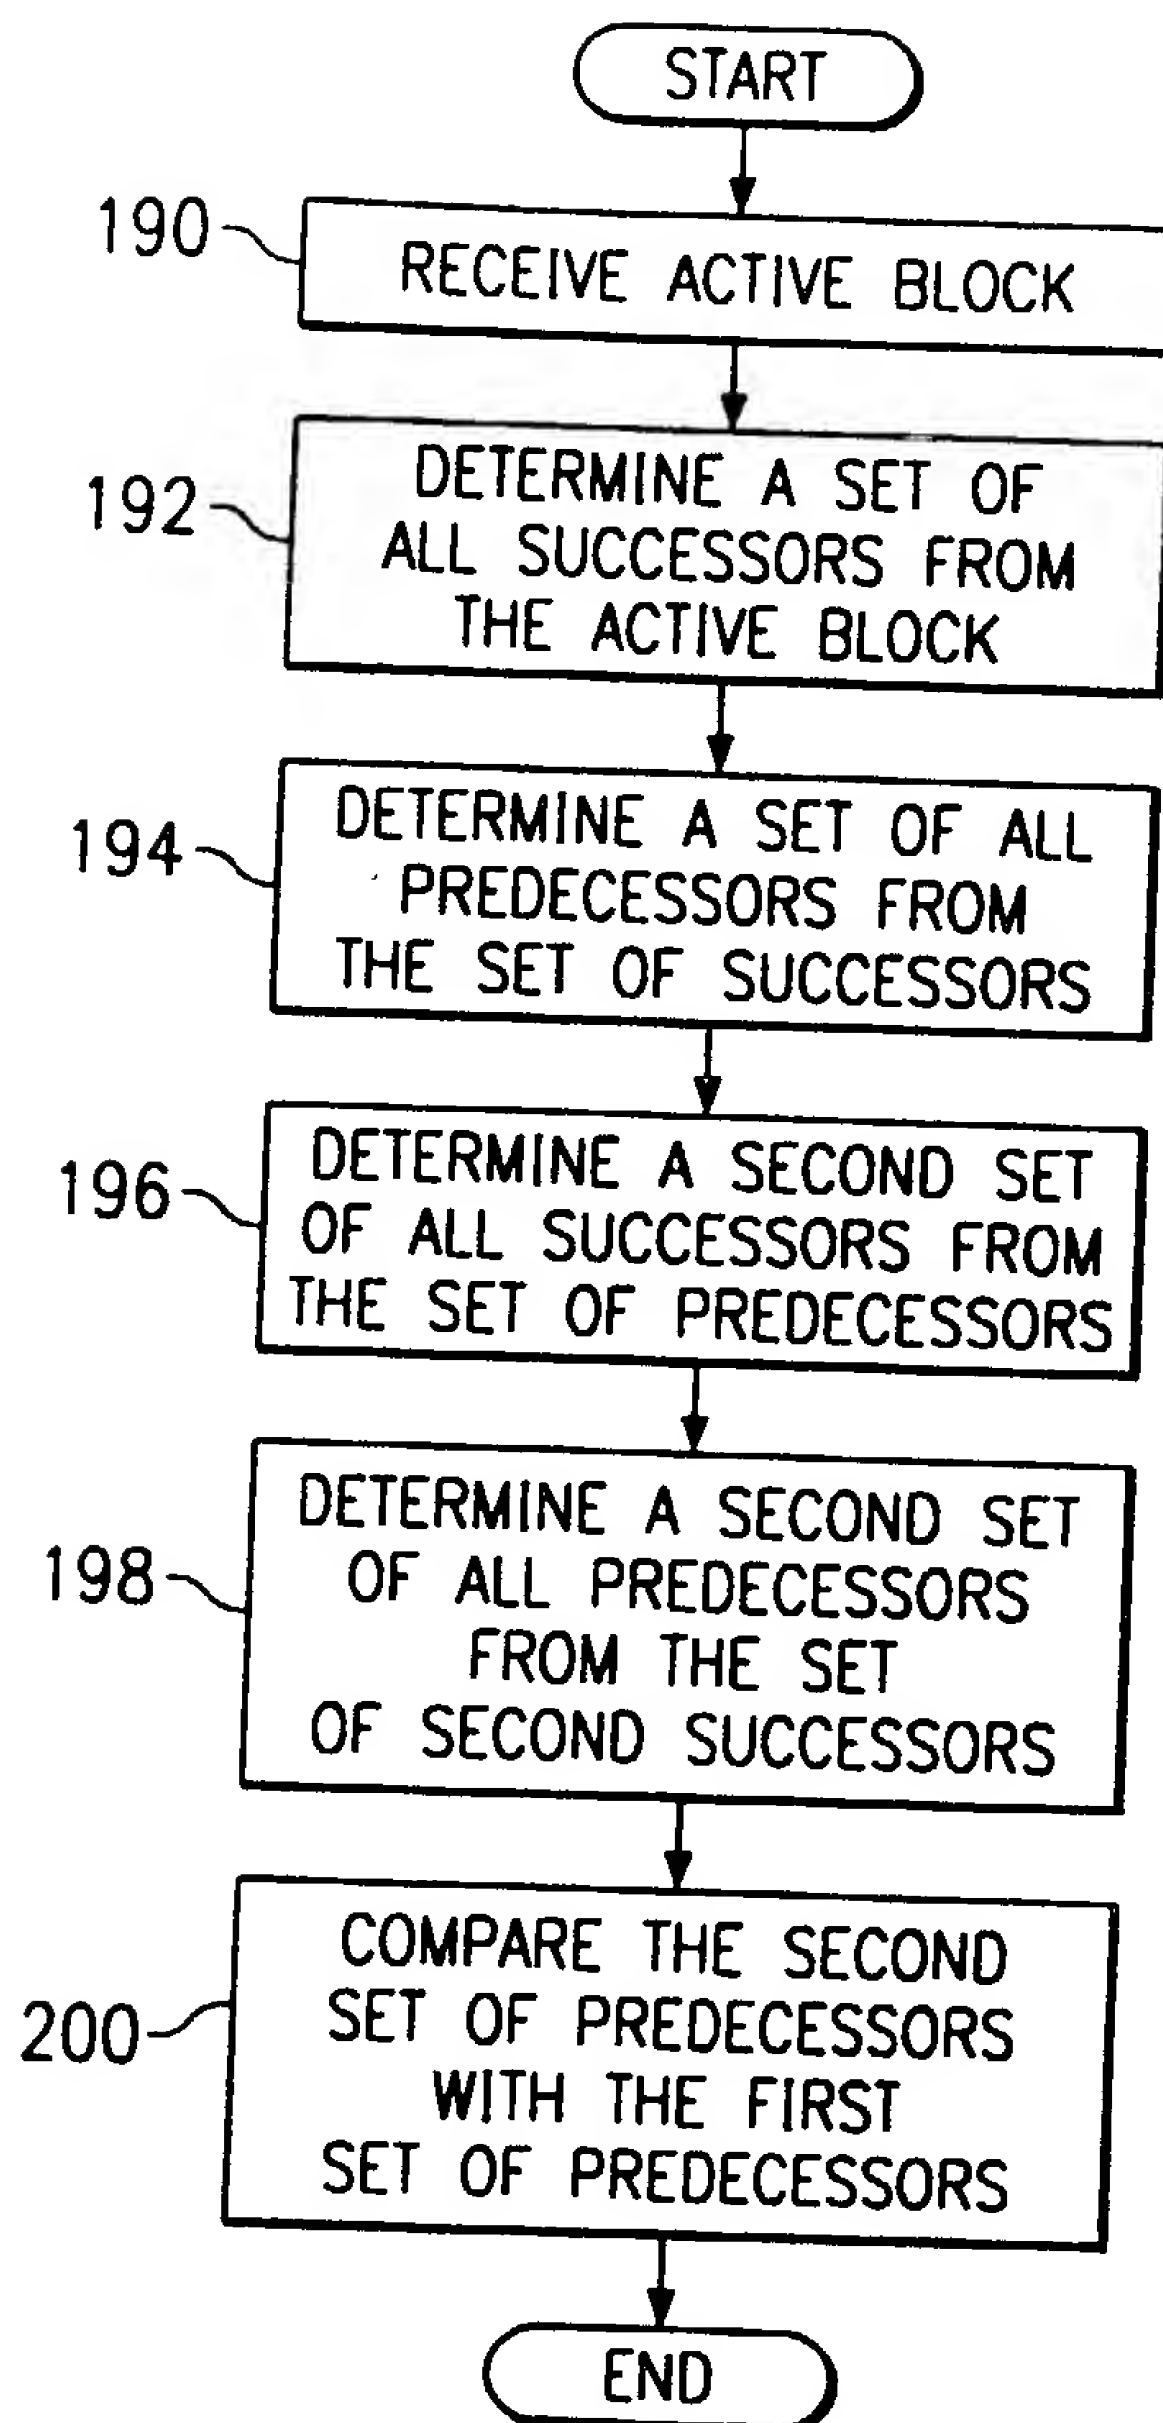 START
190
RECEIVE ACTIVE BLOCK
192
DETERMINE A SET OF
ALL SUCCESSORS FROM
THE ACTIVE BLOCK
194
DETERMINE A SET OF ALL
PREDECESSORS FROM
THE SET OF SUCCESSORS
196
DETERMINE A SECOND SET
OF ALL SUCCESSORS FROM
THE SET OF PREDECESSORS
198
DETERMINE A SECOND SET
OF ALL PREDECESSORS
FROM THE SET
OF SECOND SUCCESSORS
200
COMPARE THE SECOND
SET OF PREDECESSORS
WITH THE FIRST
SET OF PREDECESSORS
END